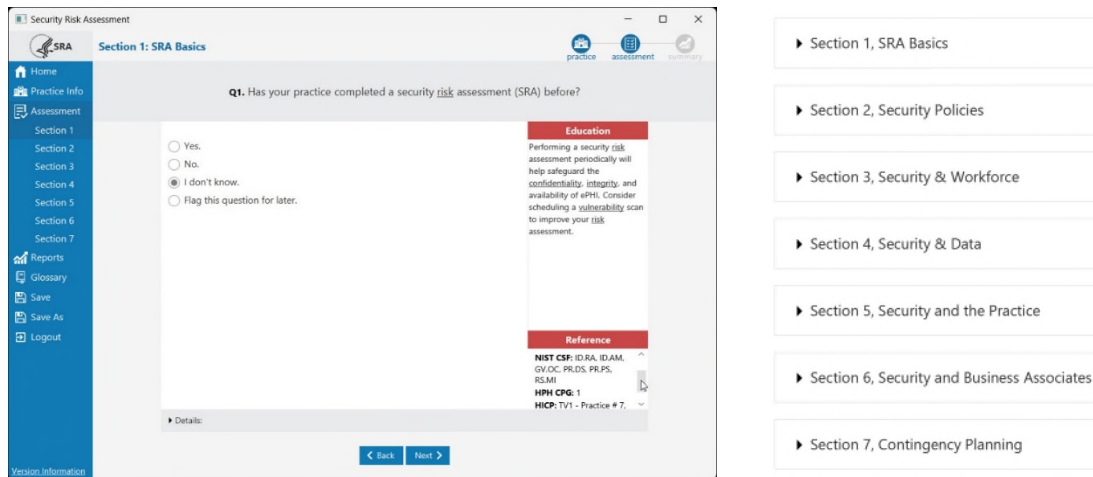 Security Risk Assessment
SRA
Section 1: SRA Basics
practice
assessment
summary
Home
Practice Info
Assessment
Section 1
Section 2
Section 3
Section 4
Section 5
Section 6
Section 7
Reports
Glossary
Save
Save As
Logout
Version Information
Q1. Has your practice completed a security risk assessment (SRA) before?
Yes.
No.
I don't know.
Flag this question for later.
Education
Performing a security risk
assessment periodically will
help safeguard the
confidentiality, integrity, and
availability of ePHI. Consider
scheduling a vulnerability scan
to improve your risk
assessment.
Reference
NIST CSF: ID.RA, ID.AM,
GV.OC, PR.DS, PR.PS,
RS.MI
HPH CPG: 1
HICP: TV1 - Practice # 7,
Details:
Back
Next
Section 1, SRA Basics
Section 2, Security Policies
Section 3, Security & Workforce
Section 4, Security & Data
Section 5, Security and the Practice
Section 6, Security and Business Associates
Section 7, Contingency Planning